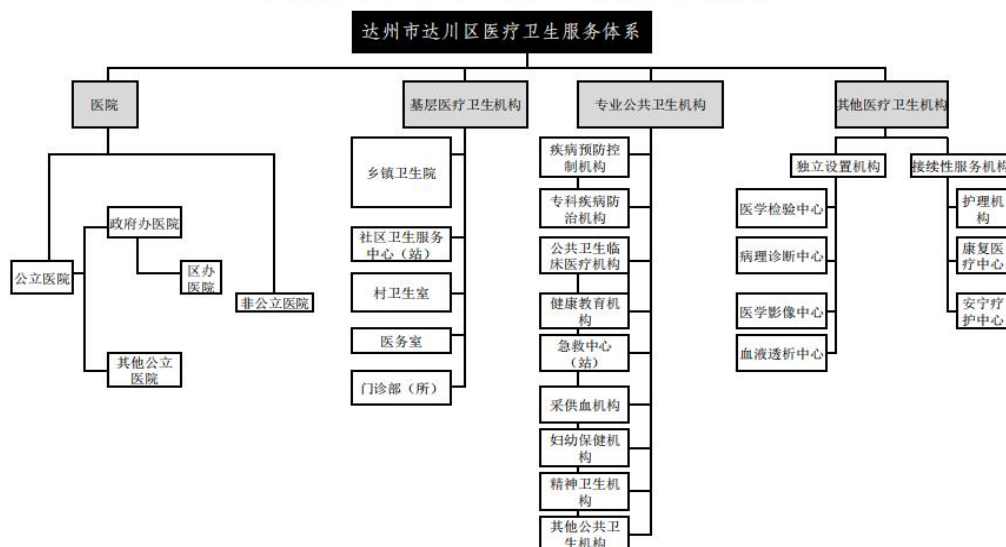 达州市达川区医疗卫生服务体系
医院
基层医疗卫生机构
专业公共卫生机构
其他医疗卫生机构
公立医院
政府办医院
区办
医院
其他公立
医院
非公立医院
乡镇卫生院
社区卫生服务
中心（站）
村卫生室
医务室
门诊部（所）
疾病预防控
制机构
专科疾病防
治机构
公共卫生临
床医疗机构
健康教育机
构
急救中心
（站）
采供血机构
妇幼保健机
构
精神卫生机
构
其他公共卫
生机构
独立设置机构
医学检验中心
病理诊断中心
医学影像中心
血液透析中心
接续性服务机构
护理机
构
康复医
疗中心
安宁疗
护中心